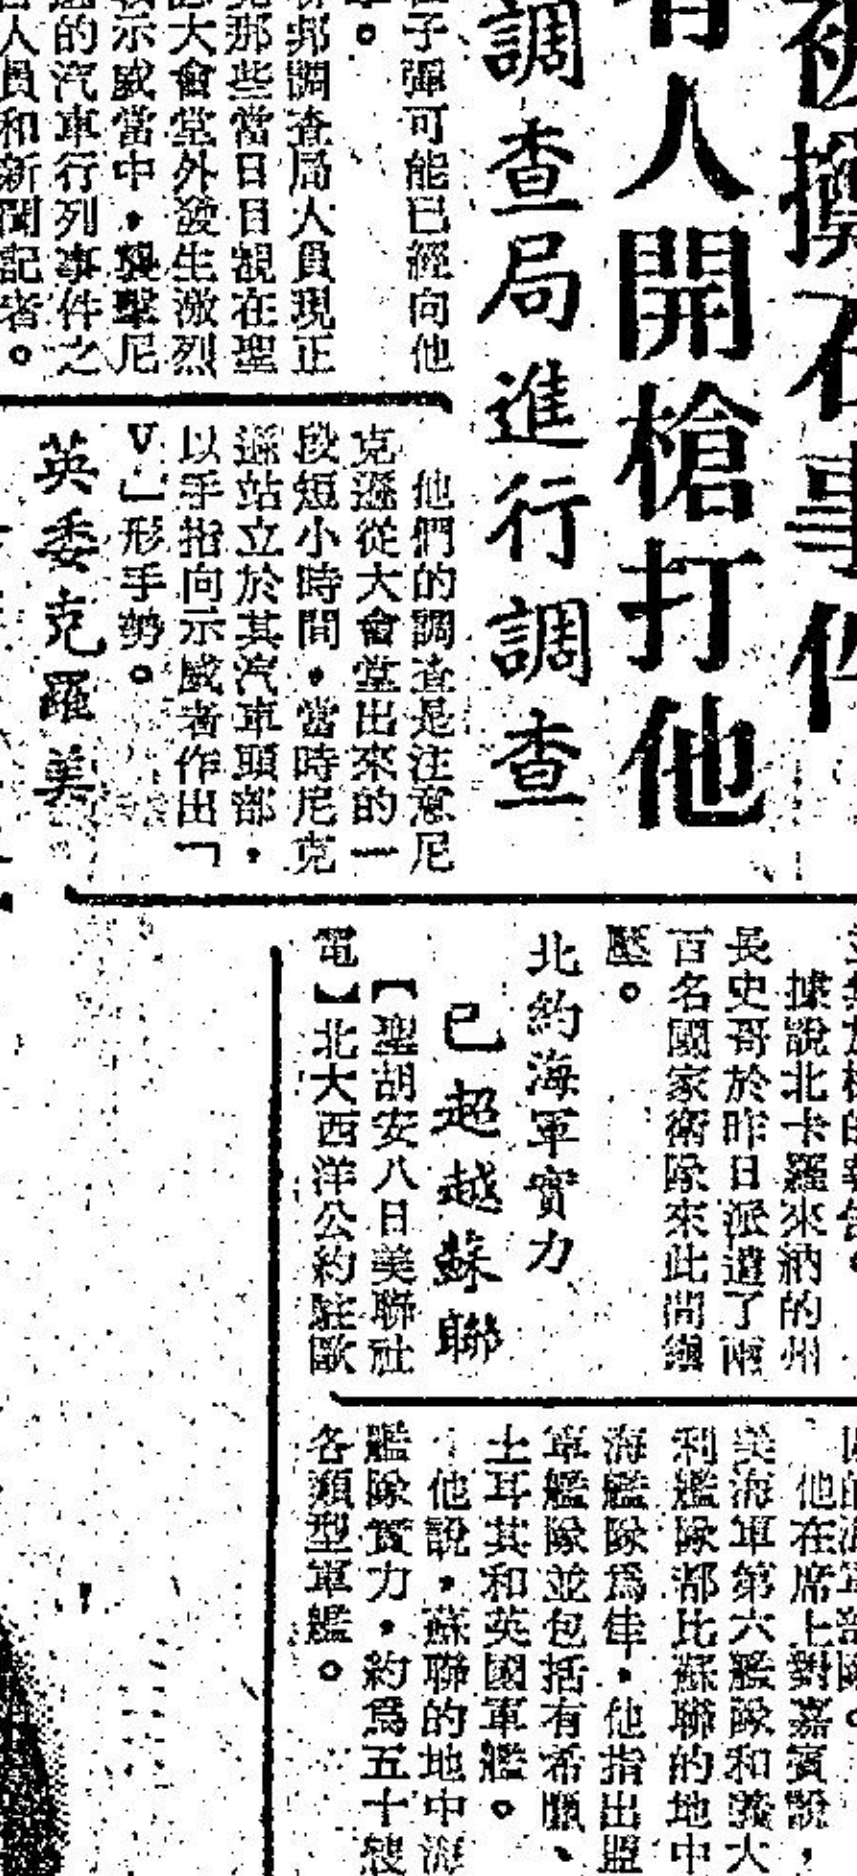 被擲石事件
有人開槍打他
調查局進行調查
子彈可能已經向他
。
聯邦調查局人員現正
那些當日目覩在聖
大會堂外發生激烈
示威當中，襲擊尼
的汽車行列事件之
人員和新聞記者。
他們的調查是注意尼
克遜從大會堂出來的一
段短小時間，當時尼克
遜站立於其汽車頭部，
以手指向示威者作出「
V」形手勢。
英委克羅美
據說北卡羅來納的州
長史哥於昨日派遣了兩
百名國家衛隊來此間鎮
壓。
北約海軍實力
已超越蘇聯
【聖胡安八日美聯社
電】北大西洋公約駐歐
他在席上對嘉賓說，
美海軍第六艦隊和義大
利艦隊都比蘇聯的地中
海艦隊為佳，他指出盟
軍艦隊並包括有希臘、
土耳其和英國軍艦。
他說，蘇聯的地中海
艦隊實力，約為五十艘
各類型軍艦。